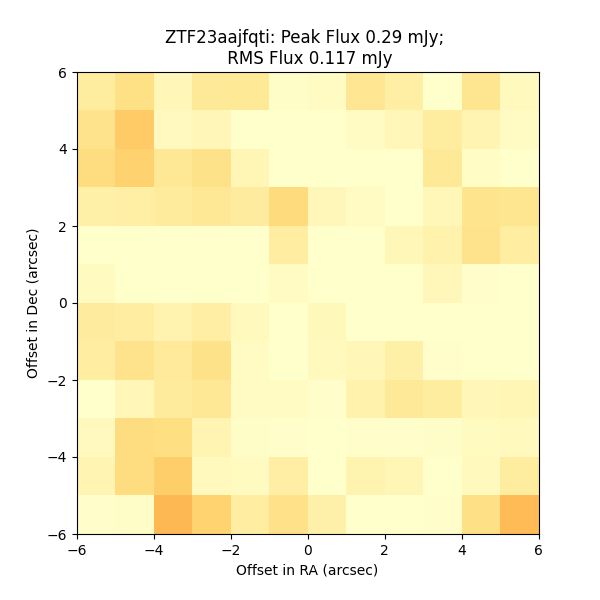 ZTF23aajfqti: Peak Flux 0.29 mJy;
RMS Flux 0.117 mJy
6
4
2
0
−2
−4
−6
Offset in Dec (arcsec)
−6 −4 −2 0 2 4 6
Offset in RA (arcsec)